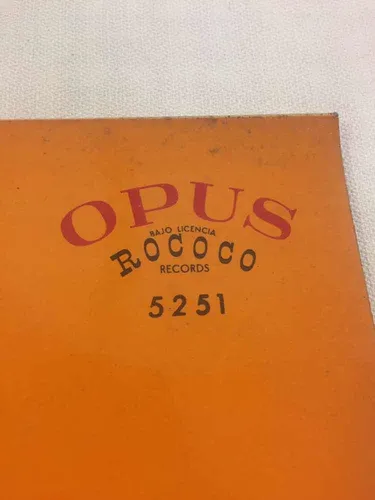 OPUS
BAJO LICENCIA
ROCOCO
RECORDS
5251